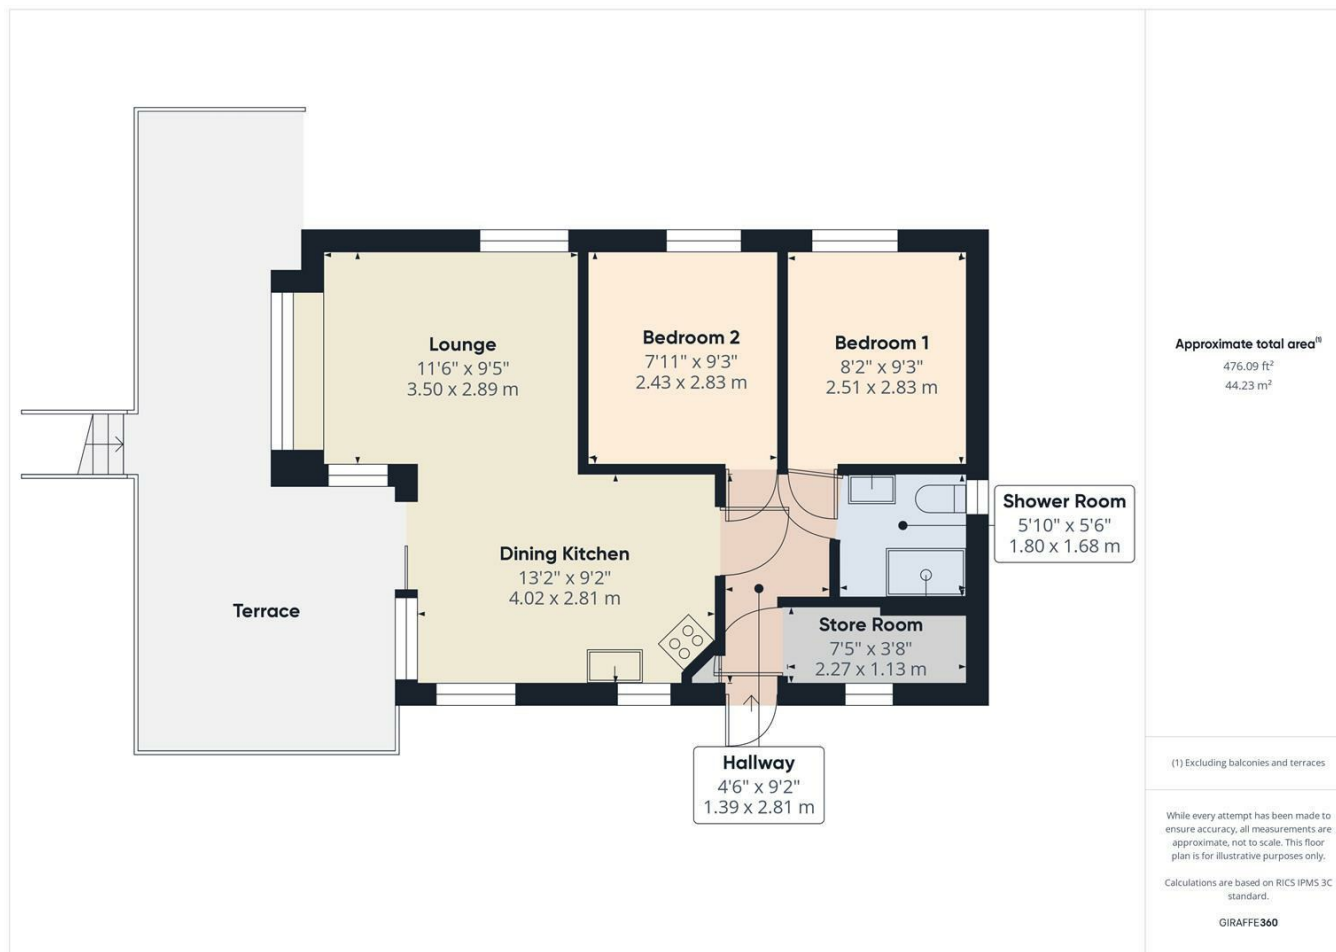 Lounge
11'6" x 9'5"
3.50 x 2.89 m
Bedroom 2
7'11" x 9'3"
2.43 x 2.83 m
Bedroom 1
8'2" x 9'3"
2.51 x 2.83 m
Shower Room
5'10" x 5'6"
1.80 x 1.68 m
Dining Kitchen
13'2" x 9'2"
4.02 x 2.81 m
Terrace
Store Room
7'5" x 3'8"
2.27 x 1.13 m
Hallway
4'6" x 9'2"
1.39 x 2.81 m
Approximate total area(1)
476.09 ft²
44.23 m²
(1) Excluding balconies and terraces
While every attempt has been made to
ensure accuracy, all measurements are
approximate, not to scale. This floor
plan is for illustrative purposes only.
Calculations are based on RICS IPMS 3C
standard.
GIRAFFE360